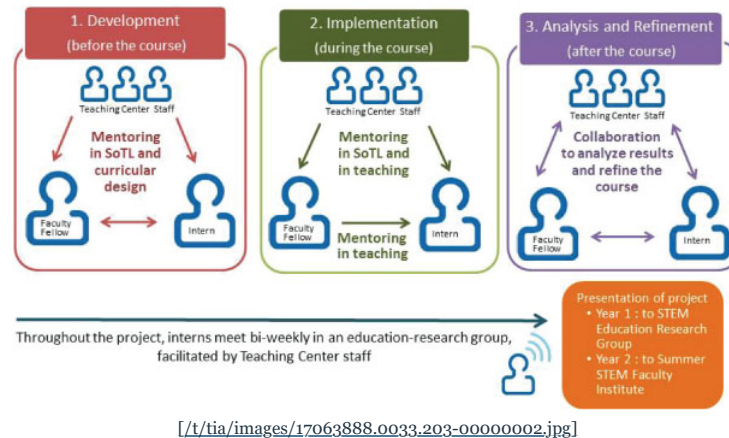 1. Development
(before the course)
Teaching Center Staff
Mentoring
in SoTL and
curricular
design
Faculty
Fellow
Intern
2. Implementation
(during the course)
Teaching Center Staff
Mentoring
in SoTL and
in teaching
Faculty
Fellow
Intern
Mentoring
in teaching
3. Analysis and Refinement
(after the course)
Teaching Center Staff
Collaboration
to analyze results
and refine the
course
Faculty
Fellow
Intern
Throughout the project, interns meet bi-weekly in an education-research group,
facilitated by Teaching Center staff
Presentation of project
• Year 1 : to STEM
Education Research
Group
• Year 2 : to Summer
STEM Faculty
Institute
[/t/tia/images/17063888.0033.203-00000002.jpg]